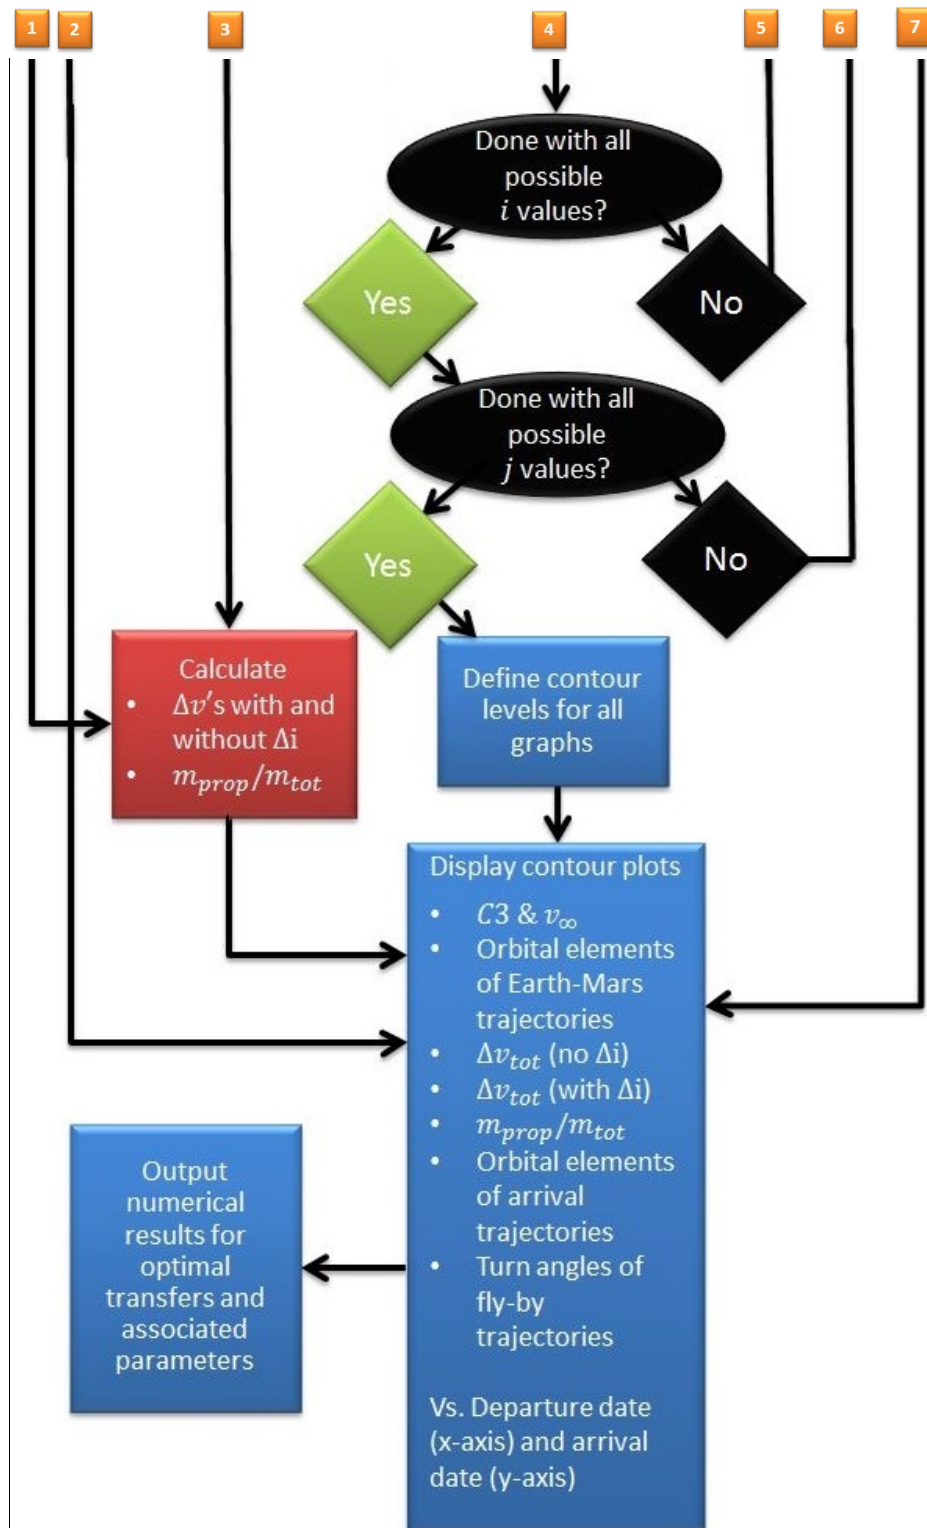 1 2 3 4 5 6 7
Done with all
possible
i values?
Yes
No
Done with all
possible
j values?
Yes
No
Calculate
• Δv's with and
without Δi
• m_prop/m_tot
Define contour
levels for all
graphs
Display contour plots
• C3 & v_∞
• Orbital elements
of Earth-Mars
trajectories
• Δv_tot (no Δi)
• Δv_tot (with Δi)
• m_prop/m_tot
• Orbital elements
of arrival
trajectories
• Turn angles of
fly-by
trajectories
Vs. Departure date
(x-axis) and arrival
date (y-axis)
Output
numerical
results for
optimal
transfers and
associated
parameters